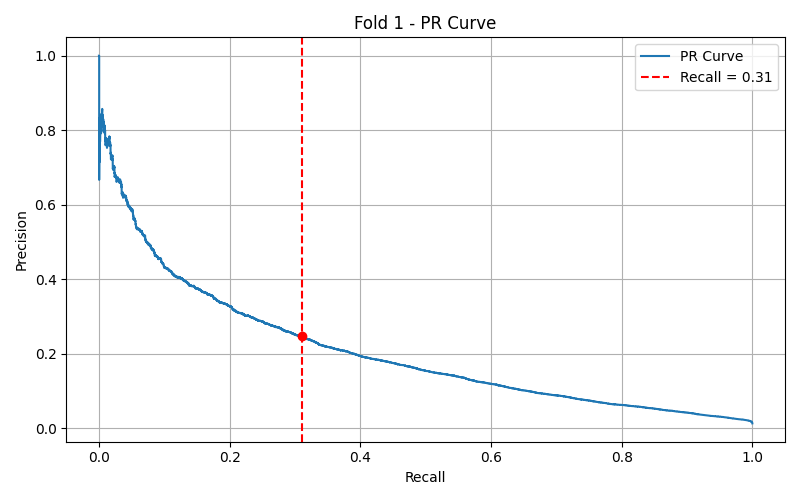 Fold 1 - PR Curve
PR Curve
Recall = 0.31
Precision
1.0
0.8
0.6
0.4
0.2
0.0
0.0 0.2 0.4 0.6 0.8 1.0
Recall